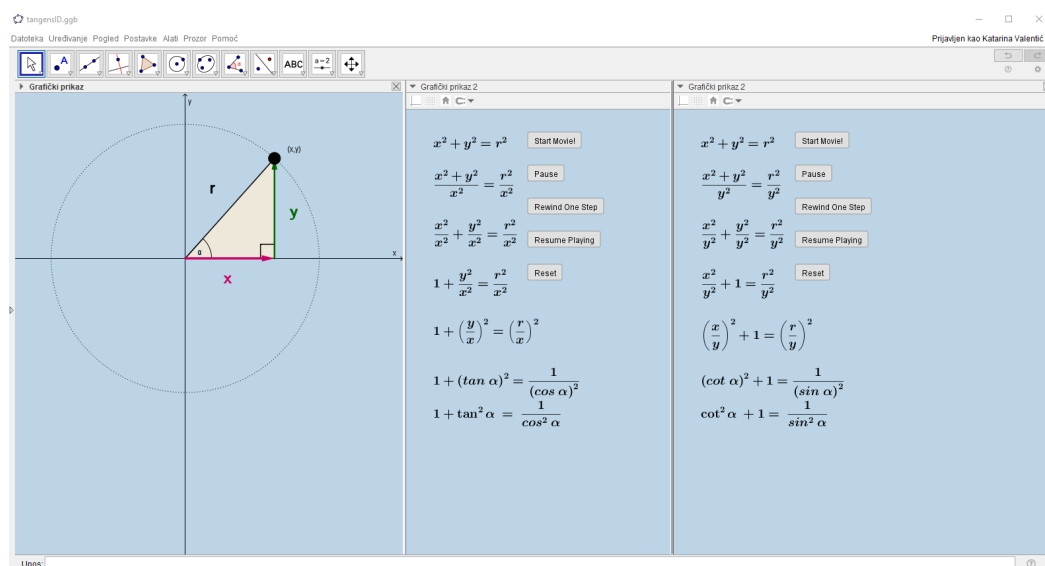 tangensID.ggb
Datoteka Uređivanje Pogled Postavke Alati Prozor Pomoć
Prijavljen kao Katarina Valentić
ABC
a=2
Grafički prikaz
y
(x,y)
r
y
α
x
x
Grafički prikaz 2
x² + y² = r²
Start Movie!
(x² + y²)/x² = r²/x²
Pause
Rewind One Step
x²/x² + y²/x² = r²/x²
Resume Playing
1 + y²/x² = r²/x²
Reset
1 + (y/x)² = (r/x)²
1 + (tan α)² = 1/(cos α)²
1 + tan² α = 1/cos² α
Grafički prikaz 2
x² + y² = r²
Start Movie!
(x² + y²)/y² = r²/y²
Pause
Rewind One Step
x²/y² + y²/y² = r²/y²
Resume Playing
x²/y² + 1 = r²/y²
Reset
(x/y)² + 1 = (r/y)²
(cot α)² + 1 = 1/(sin α)²
cot² α + 1 = 1/sin² α
Unos: